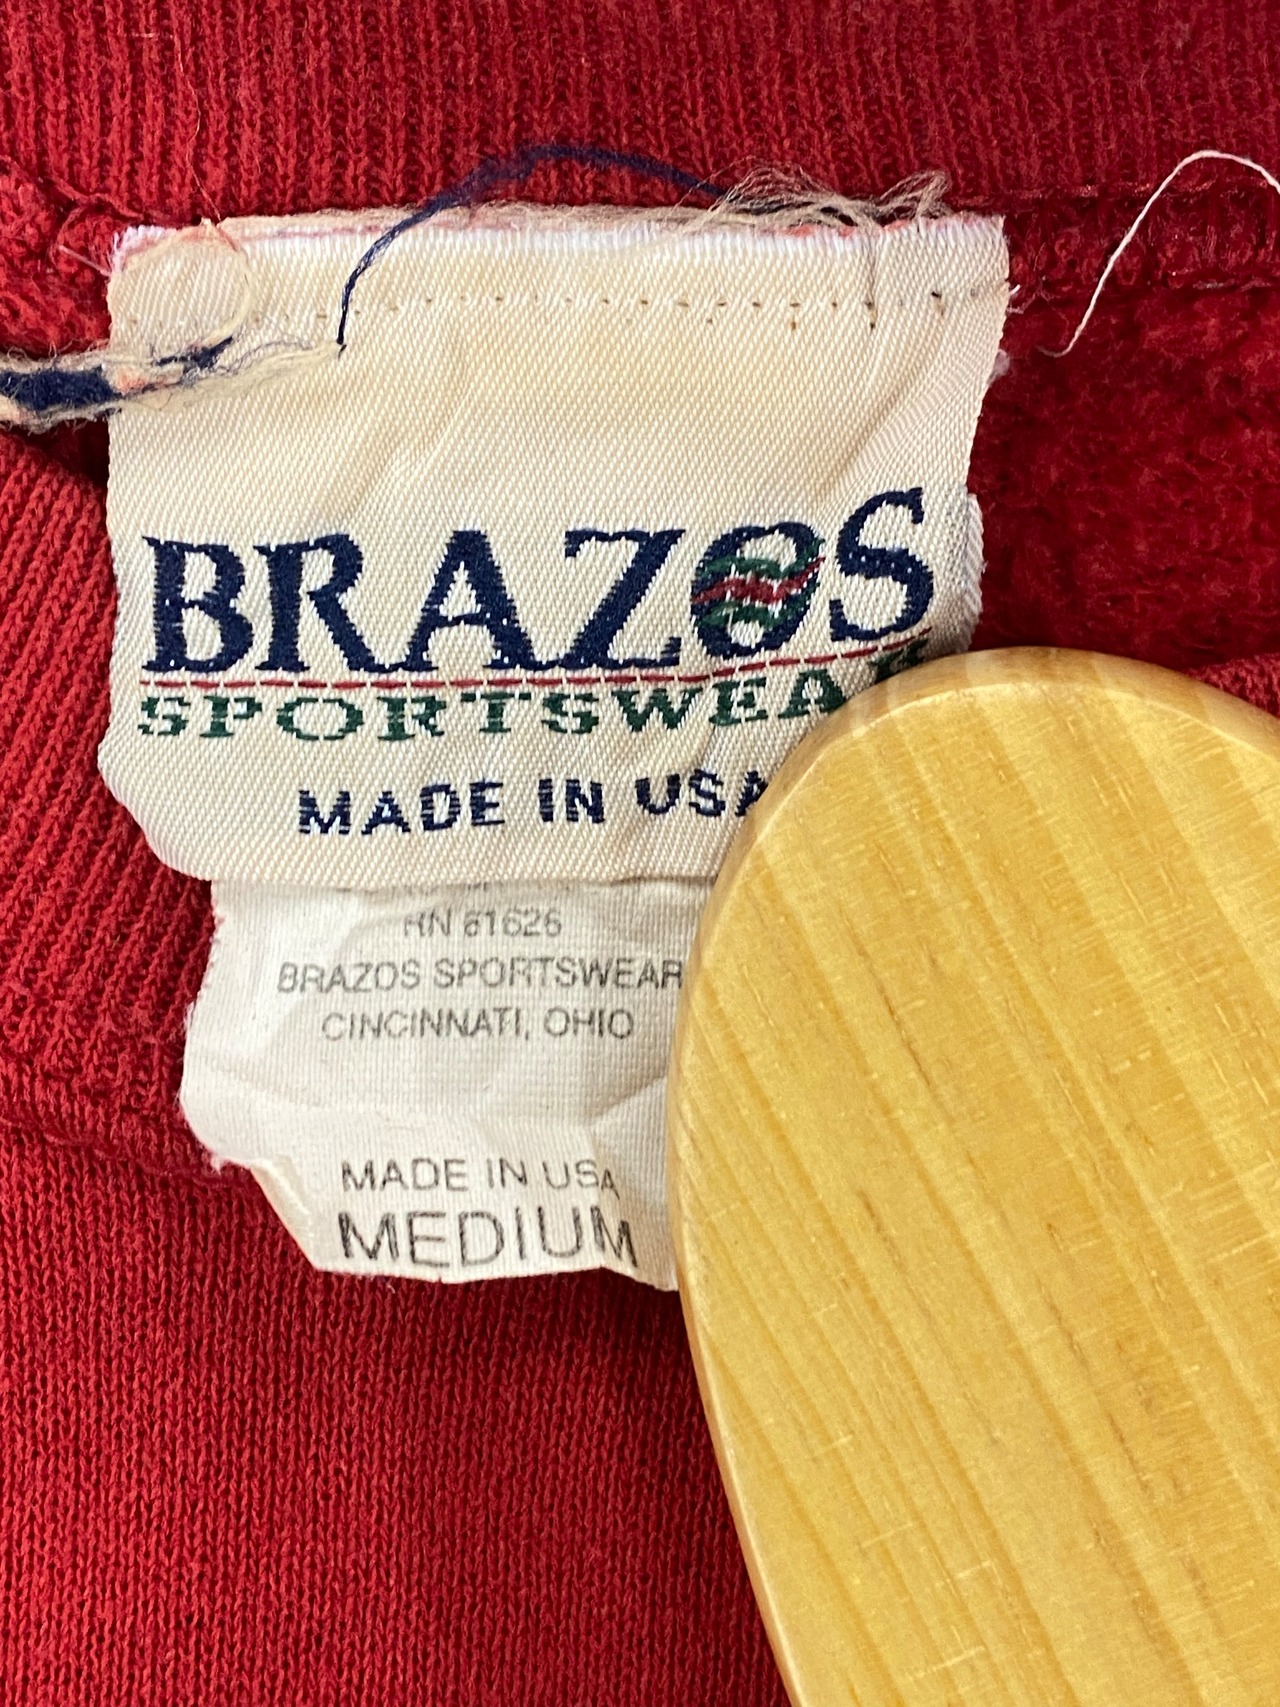 BRAZOS
SPORTSWEAR
MADE IN USA
RN 61626
BRAZOS SPORTSWEAR
CINCINNATI, OHIO
MADE IN USA
MEDIUM